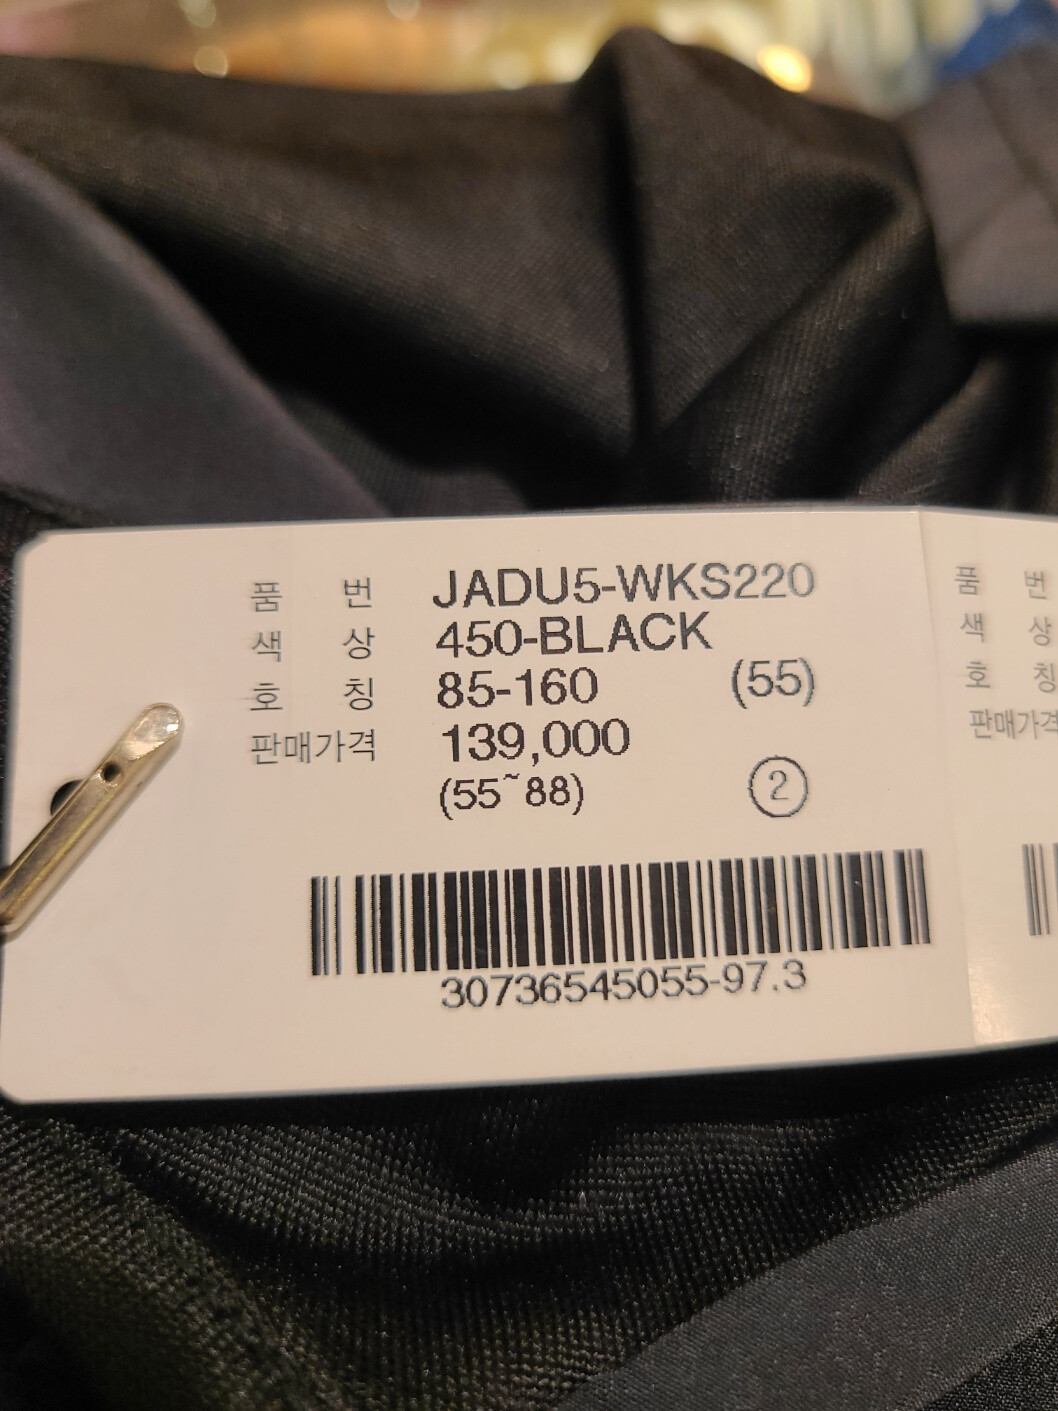 품 번 JADU5-WKS220
색 상 450-BLACK
호 칭 85-160 (55)
판매가격 139,000
(55~88) ②
30736545055-97.3
품 번
색 상
호 칭
판매가격